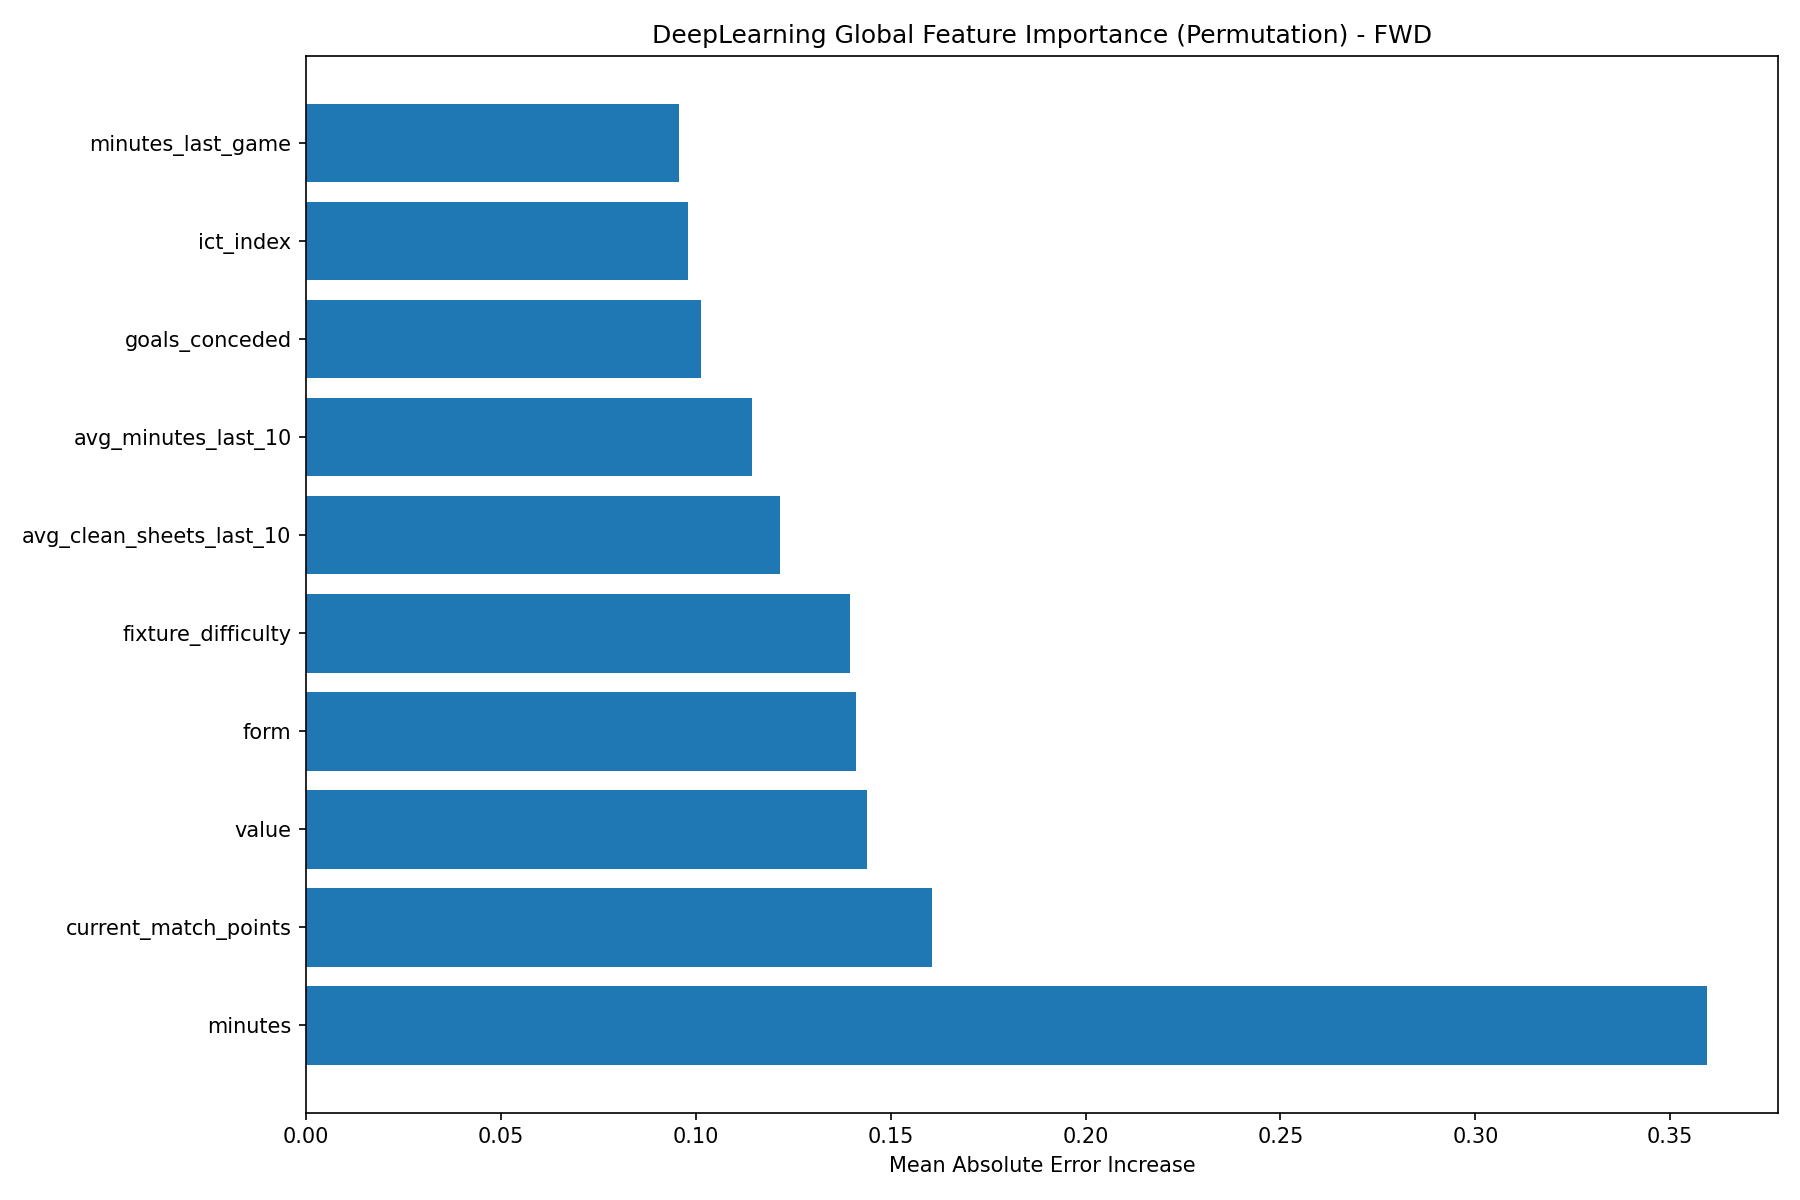 DeepLearning Global Feature Importance (Permutation) - FWD
minutes_last_game
ict_index
goals_conceded
avg_minutes_last_10
avg_clean_sheets_last_10
fixture_difficulty
form
value
current_match_points
minutes
0.00 0.05 0.10 0.15 0.20 0.25 0.30 0.35
Mean Absolute Error Increase